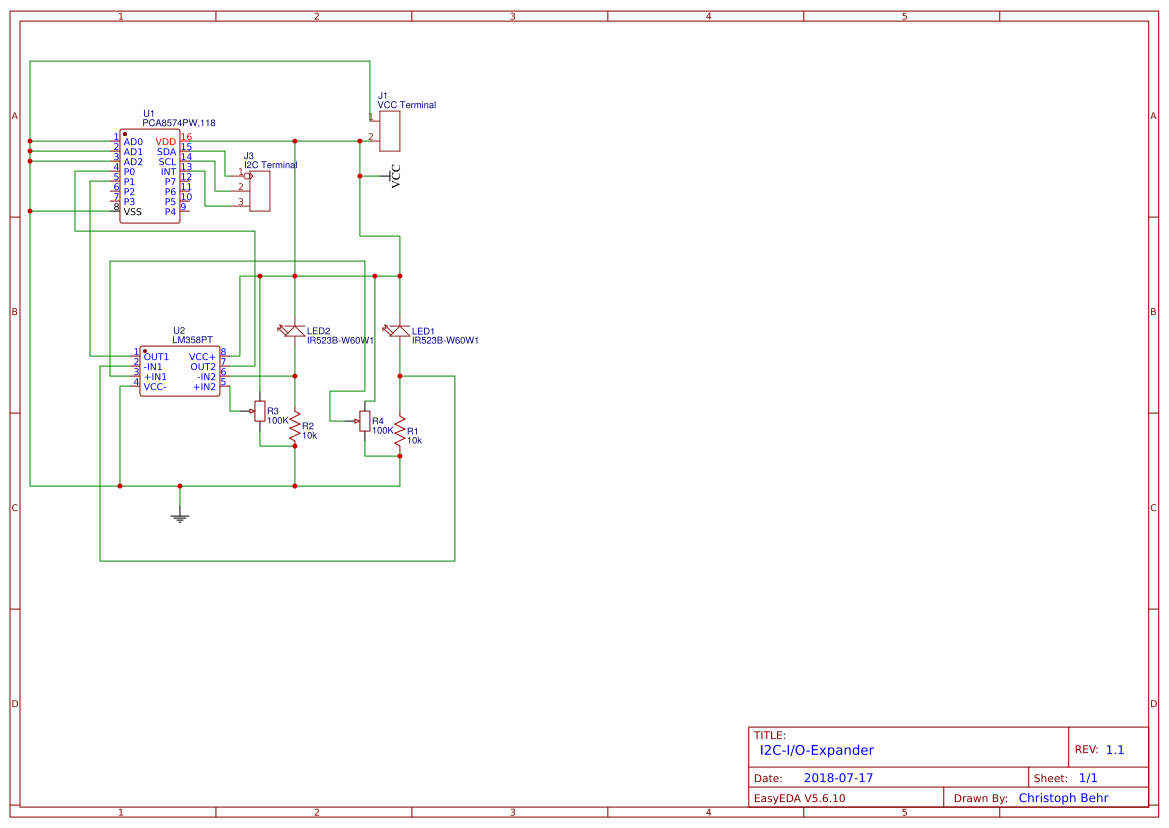 1 2 3 4 5
A A
J1
VCC Terminal
1
2
U1
PCA8574PW,118
1 AD0 VDD 16
2 AD1 SDA 15
3 AD2 SCL 14
4 P0 INT 13
5 P1 P7 12
6 P2 P6 11
7 P3 P5 10
8 VSS P4 9
J3
I2C Terminal
1
2
3
VCC
B B
LED2
IR523B-W60W1
LED1
IR523B-W60W1
U2
LM358PT
1 OUT1 VCC+ 8
2 -IN1 OUT2 7
3 +IN1 -IN2 6
4 VCC- +IN2 5
R3
100K
R2
10k
R4
100K
R1
10k
C C
D D
TITLE:
I2C-I/O-Expander
REV: 1.1
Date: 2018-07-17
Sheet: 1/1
EasyEDA V5.6.10
Drawn By: Christoph Behr
1 2 3 4 5